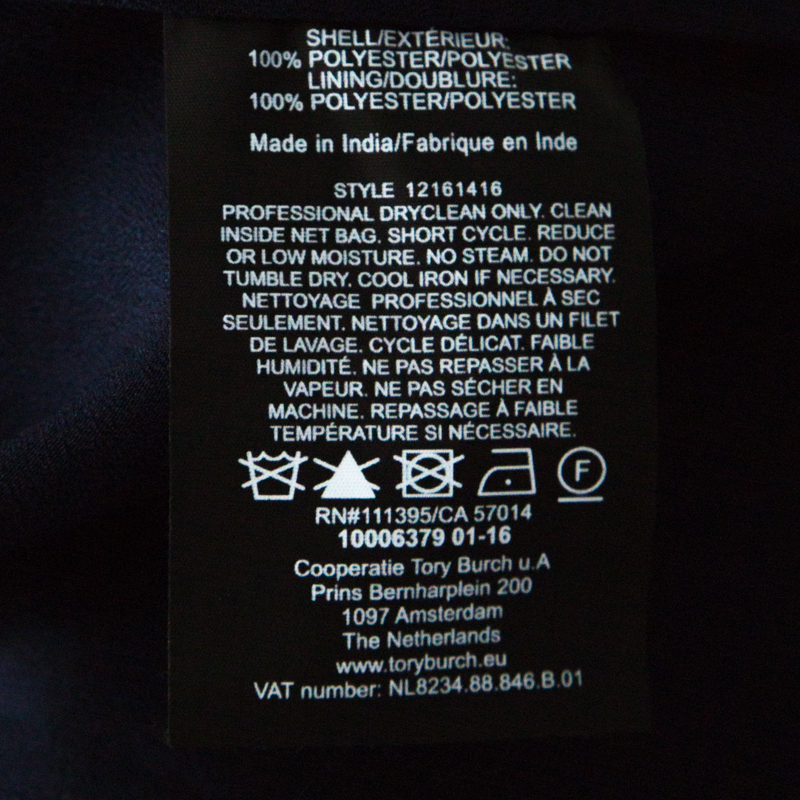 SHELL/EXTÉRIEUR:
100% POLYESTER/POLYESTER
LINING/DOUBLURE:
100% POLYESTER/POLYESTER
Made in India/Fabrique en Inde
STYLE 12161416
PROFESSIONAL DRYCLEAN ONLY. CLEAN
INSIDE NET BAG. SHORT CYCLE. REDUCE
OR LOW MOISTURE. NO STEAM. DO NOT
TUMBLE DRY. COOL IRON IF NECESSARY.
NETTOYAGE PROFESSIONNEL À SEC
SEULEMENT. NETTOYAGE DANS UN FILET
DE LAVAGE. CYCLE DÉLICAT. FAIBLE
HUMIDITÉ. NE PAS REPASSER À LA
VAPEUR. NE PAS SÉCHER EN
MACHINE. REPASSAGE À FAIBLE
TEMPÉRATURE SI NÉCESSAIRE.
F
RN#111395/CA 57014
10006379 01-16
Cooperatie Tory Burch u.A
Prins Bernharplein 200
1097 Amsterdam
The Netherlands
www.toryburch.eu
VAT number: NL8234.88.846.B.01